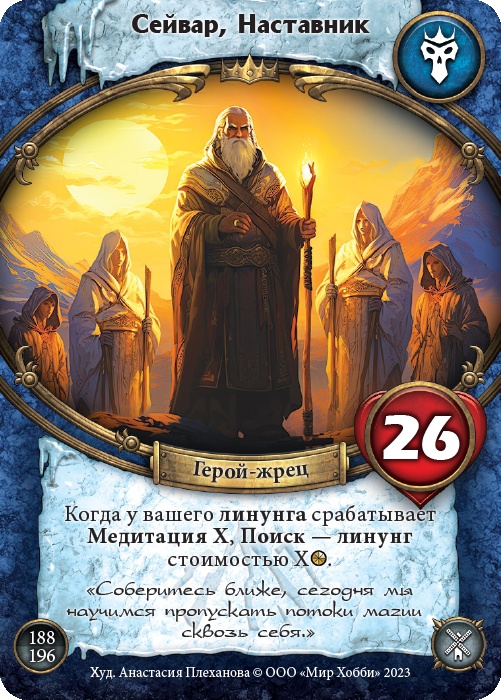 Сейвар, Наставник
26
Герой-жрец
Когда у вашего линунга срабатывает
Медитация X, Поиск — линунг
стоимостью X.
«Соберитесь ближе, сегодня мы
научимся пропускать потоки магии
сквозь себя.»
188
196
Худ. Анастасия Плеханова © ООО «Мир Хобби» 2023